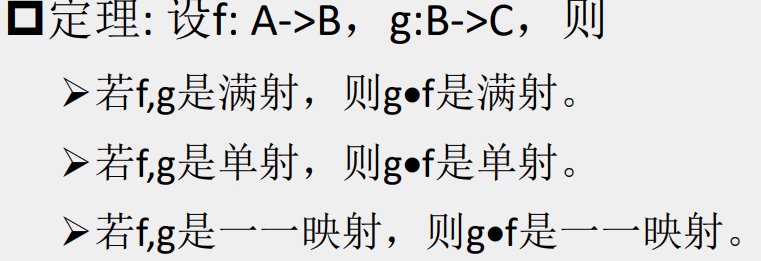 定理: 设f: A->B，g:B->C，则
若f,g是满射，则g•f是满射。
若f,g是单射，则g•f是单射。
若f,g是一一映射，则g•f是一一映射。